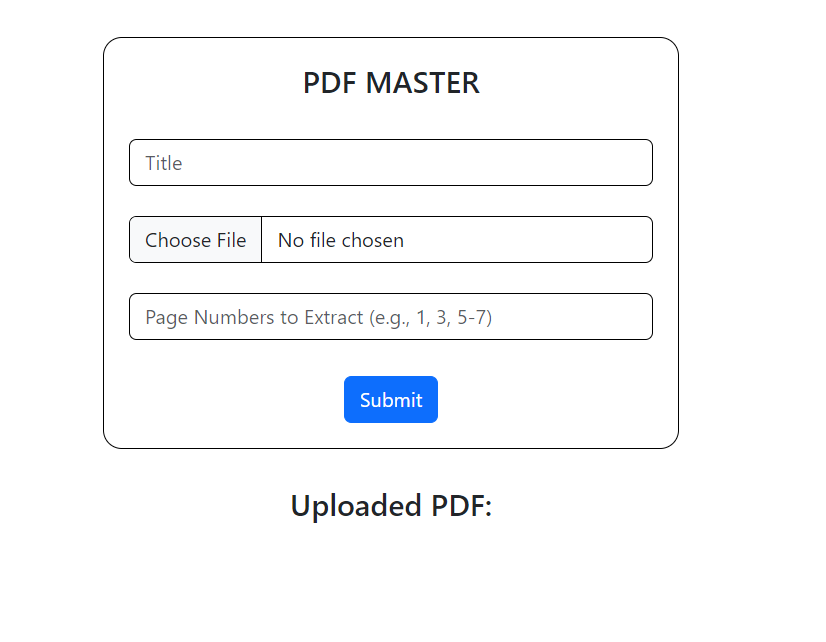 PDF MASTER
Title
Choose File No file chosen
Page Numbers to Extract (e.g., 1, 3, 5-7)
Submit
Uploaded PDF: